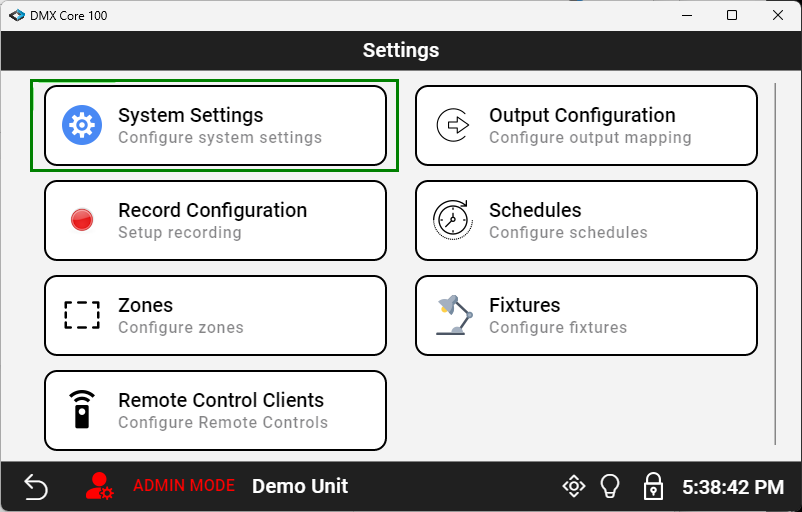 DMX Core 100
Settings
System Settings
Configure system settings
Output Configuration
Configure output mapping
Record Configuration
Setup recording
Schedules
Configure schedules
Zones
Configure zones
Fixtures
Configure fixtures
Remote Control Clients
Configure Remote Controls
ADMIN MODE
Demo Unit
5:38:42 PM